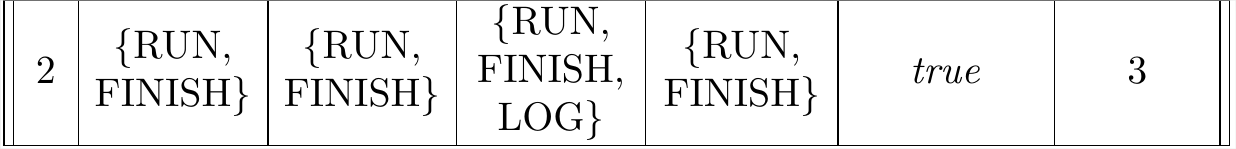 2
{RUN,
FINISH}
{RUN,
FINISH}
{RUN,
FINISH,
LOG}
{RUN,
FINISH}
true
3